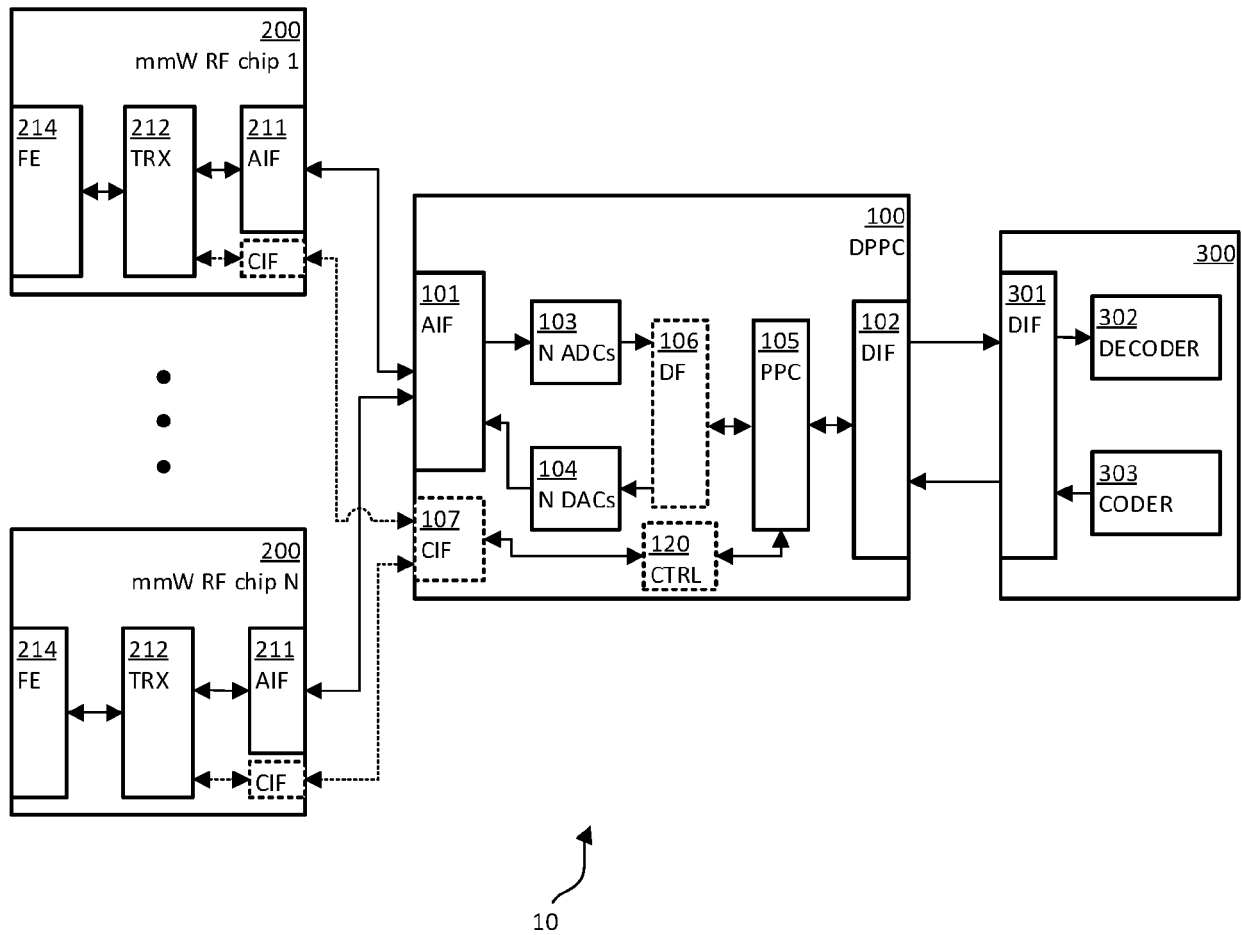 200
mmW RF chip 1
214
FE
212
TRX
211
AIF
CIF
200
mmW RF chip N
214
FE
212
TRX
211
AIF
CIF
100
DPPC
101
AIF
103
N ADCs
106
DF
105
PPC
102
DIF
104
N DACs
107
CIF
120
CTRL
300
301
DIF
302
DECODER
303
CODER
10